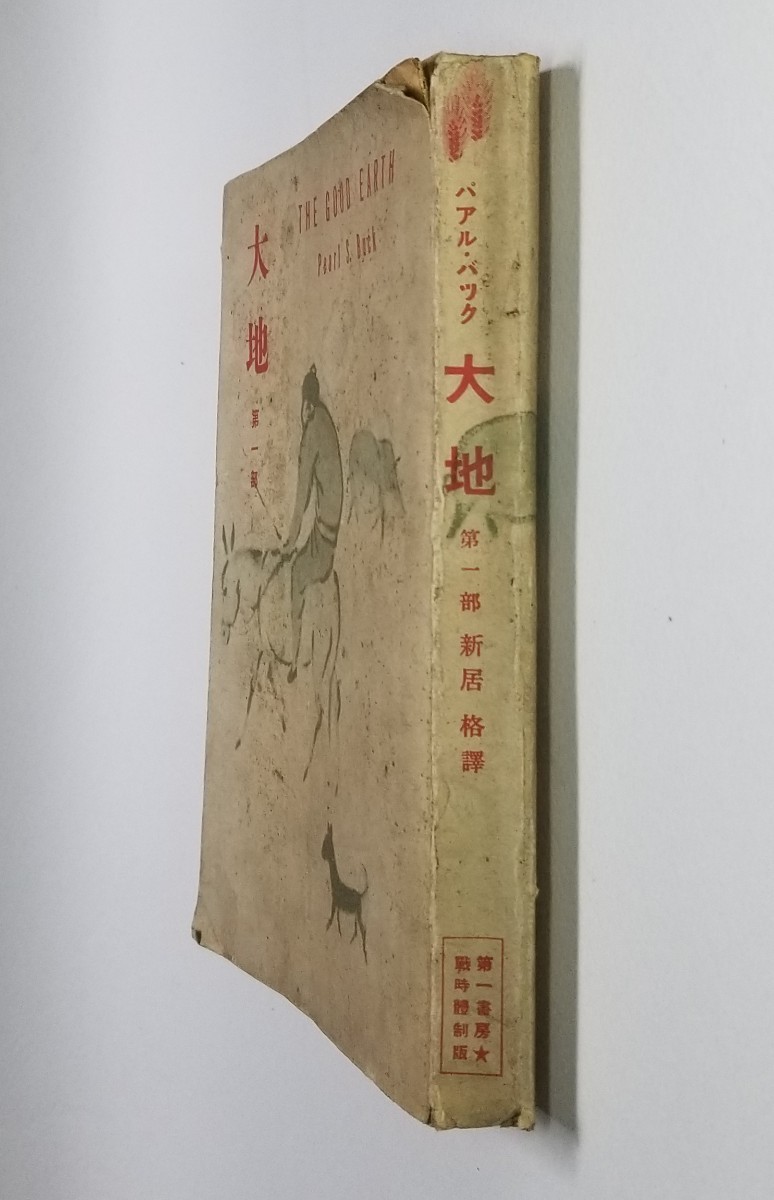 THE GOOD EARTH
Pearl S. Buck
大地
第一部
パアル・バツク
大地
第一部
新居格譯
第一書房★
戰時體制版